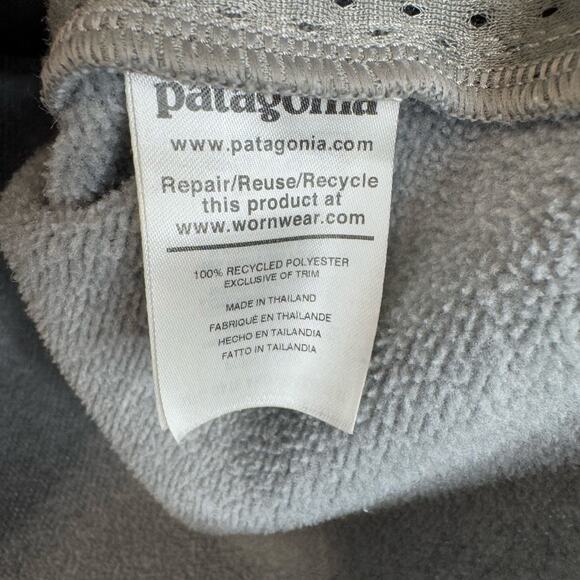 patagonia
www.patagonia.com
Repair/Reuse/Recycle
this product at
www.wornwear.com
100% RECYCLED POLYESTER
EXCLUSIVE OF TRIM
MADE IN THAILAND
FABRIQUÉ EN THAÏLANDE
HECHO EN TAILANDIA
FATTO IN TAILANDIA